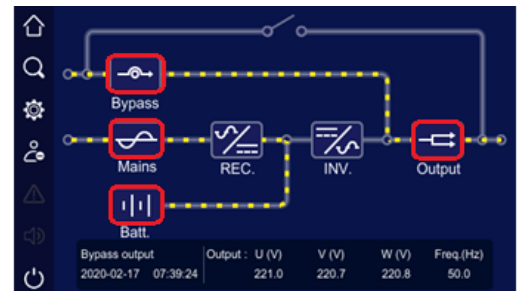 Bypass
Mains
REC.
INV.
Output
Batt.
Bypass output
Output : U (V) V (V) W (V) Freq.(Hz)
2020-02-17 07:39:24 221.0 220.7 220.8 50.0